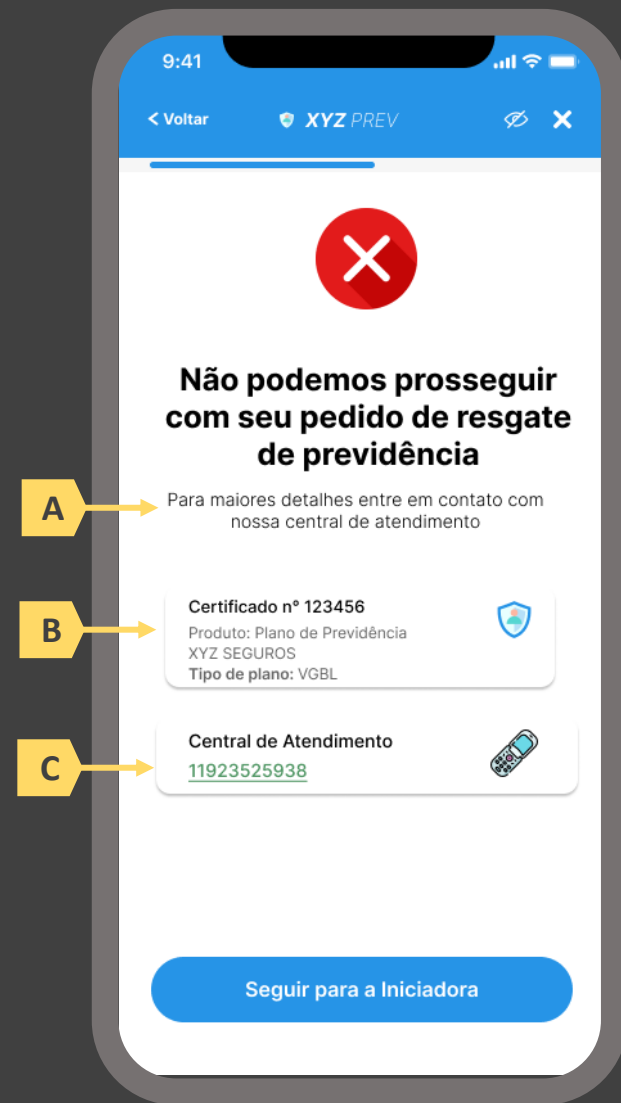 9:41
< Voltar
XYZ PREV
Não podemos prosseguir
com seu pedido de resgate
de previdência
A
Para maiores detalhes entre em contato com
nossa central de atendimento
B
Certificado n° 123456
Produto: Plano de Previdência
XYZ SEGUROS
Tipo de plano: VGBL
C
Central de Atendimento
11923525938
Seguir para a Iniciadora